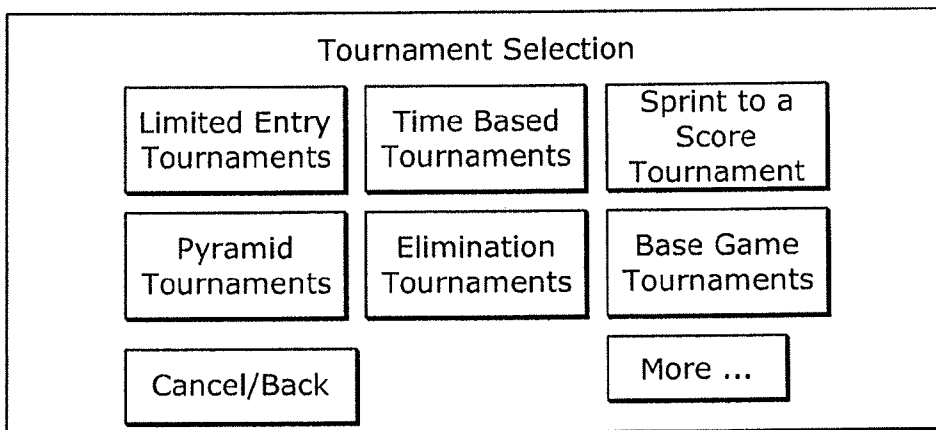 Tournament Selection
Limited Entry
Tournaments
Time Based
Tournaments
Sprint to a
Score
Tournament
Pyramid
Tournaments
Elimination
Tournaments
Base Game
Tournaments
Cancel/Back
More ...